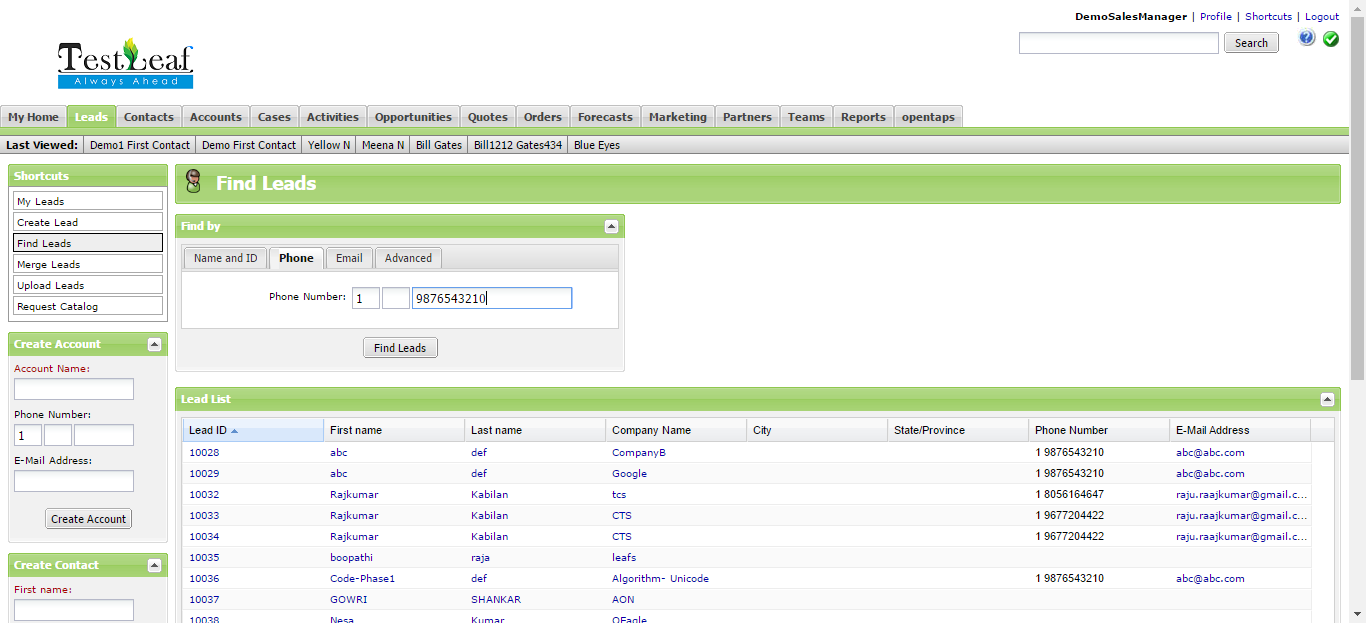 DemoSalesManager | Profile | Shortcuts | Logout
Search
TestLeaf
Always Ahead
My Home Leads Contacts Accounts Cases Activities Opportunities Quotes Orders Forecasts Marketing Partners Teams Reports opentaps
Last Viewed: Demo1 First Contact Demo First Contact Yellow N Meena N Bill Gates Bill1212 Gates434 Blue Eyes
Shortcuts
My Leads
Create Lead
Find Leads
Merge Leads
Upload Leads
Request Catalog
Create Account
Account Name:
Phone Number:
1
E-Mail Address:
Create Account
Create Contact
First name:
Find Leads
Find by
Name and ID Phone Email Advanced
Phone Number: 1 9876543210
Find Leads
Lead List
Lead ID First name Last name Company Name City State/Province Phone Number E-Mail Address
10028 abc def CompanyB 1 9876543210 abc@abc.com
10029 abc def Google 1 9876543210 abc@abc.com
10032 Rajkumar Kabilan tcs 1 8056164647 raju.raajkumar@gmail.c...
10033 Rajkumar Kabilan CTS 1 9677204422 raju.raajkumar@gmail.c...
10034 Rajkumar Kabilan CTS 1 9677204422 raju.raajkumar@gmail.c...
10035 boopathi raja leafs
10036 Code-Phase1 def Algorithm- Unicode 1 9876543210 abc@abc.com
10037 GOWRI SHANKAR AON
10038 Nesa Kumar